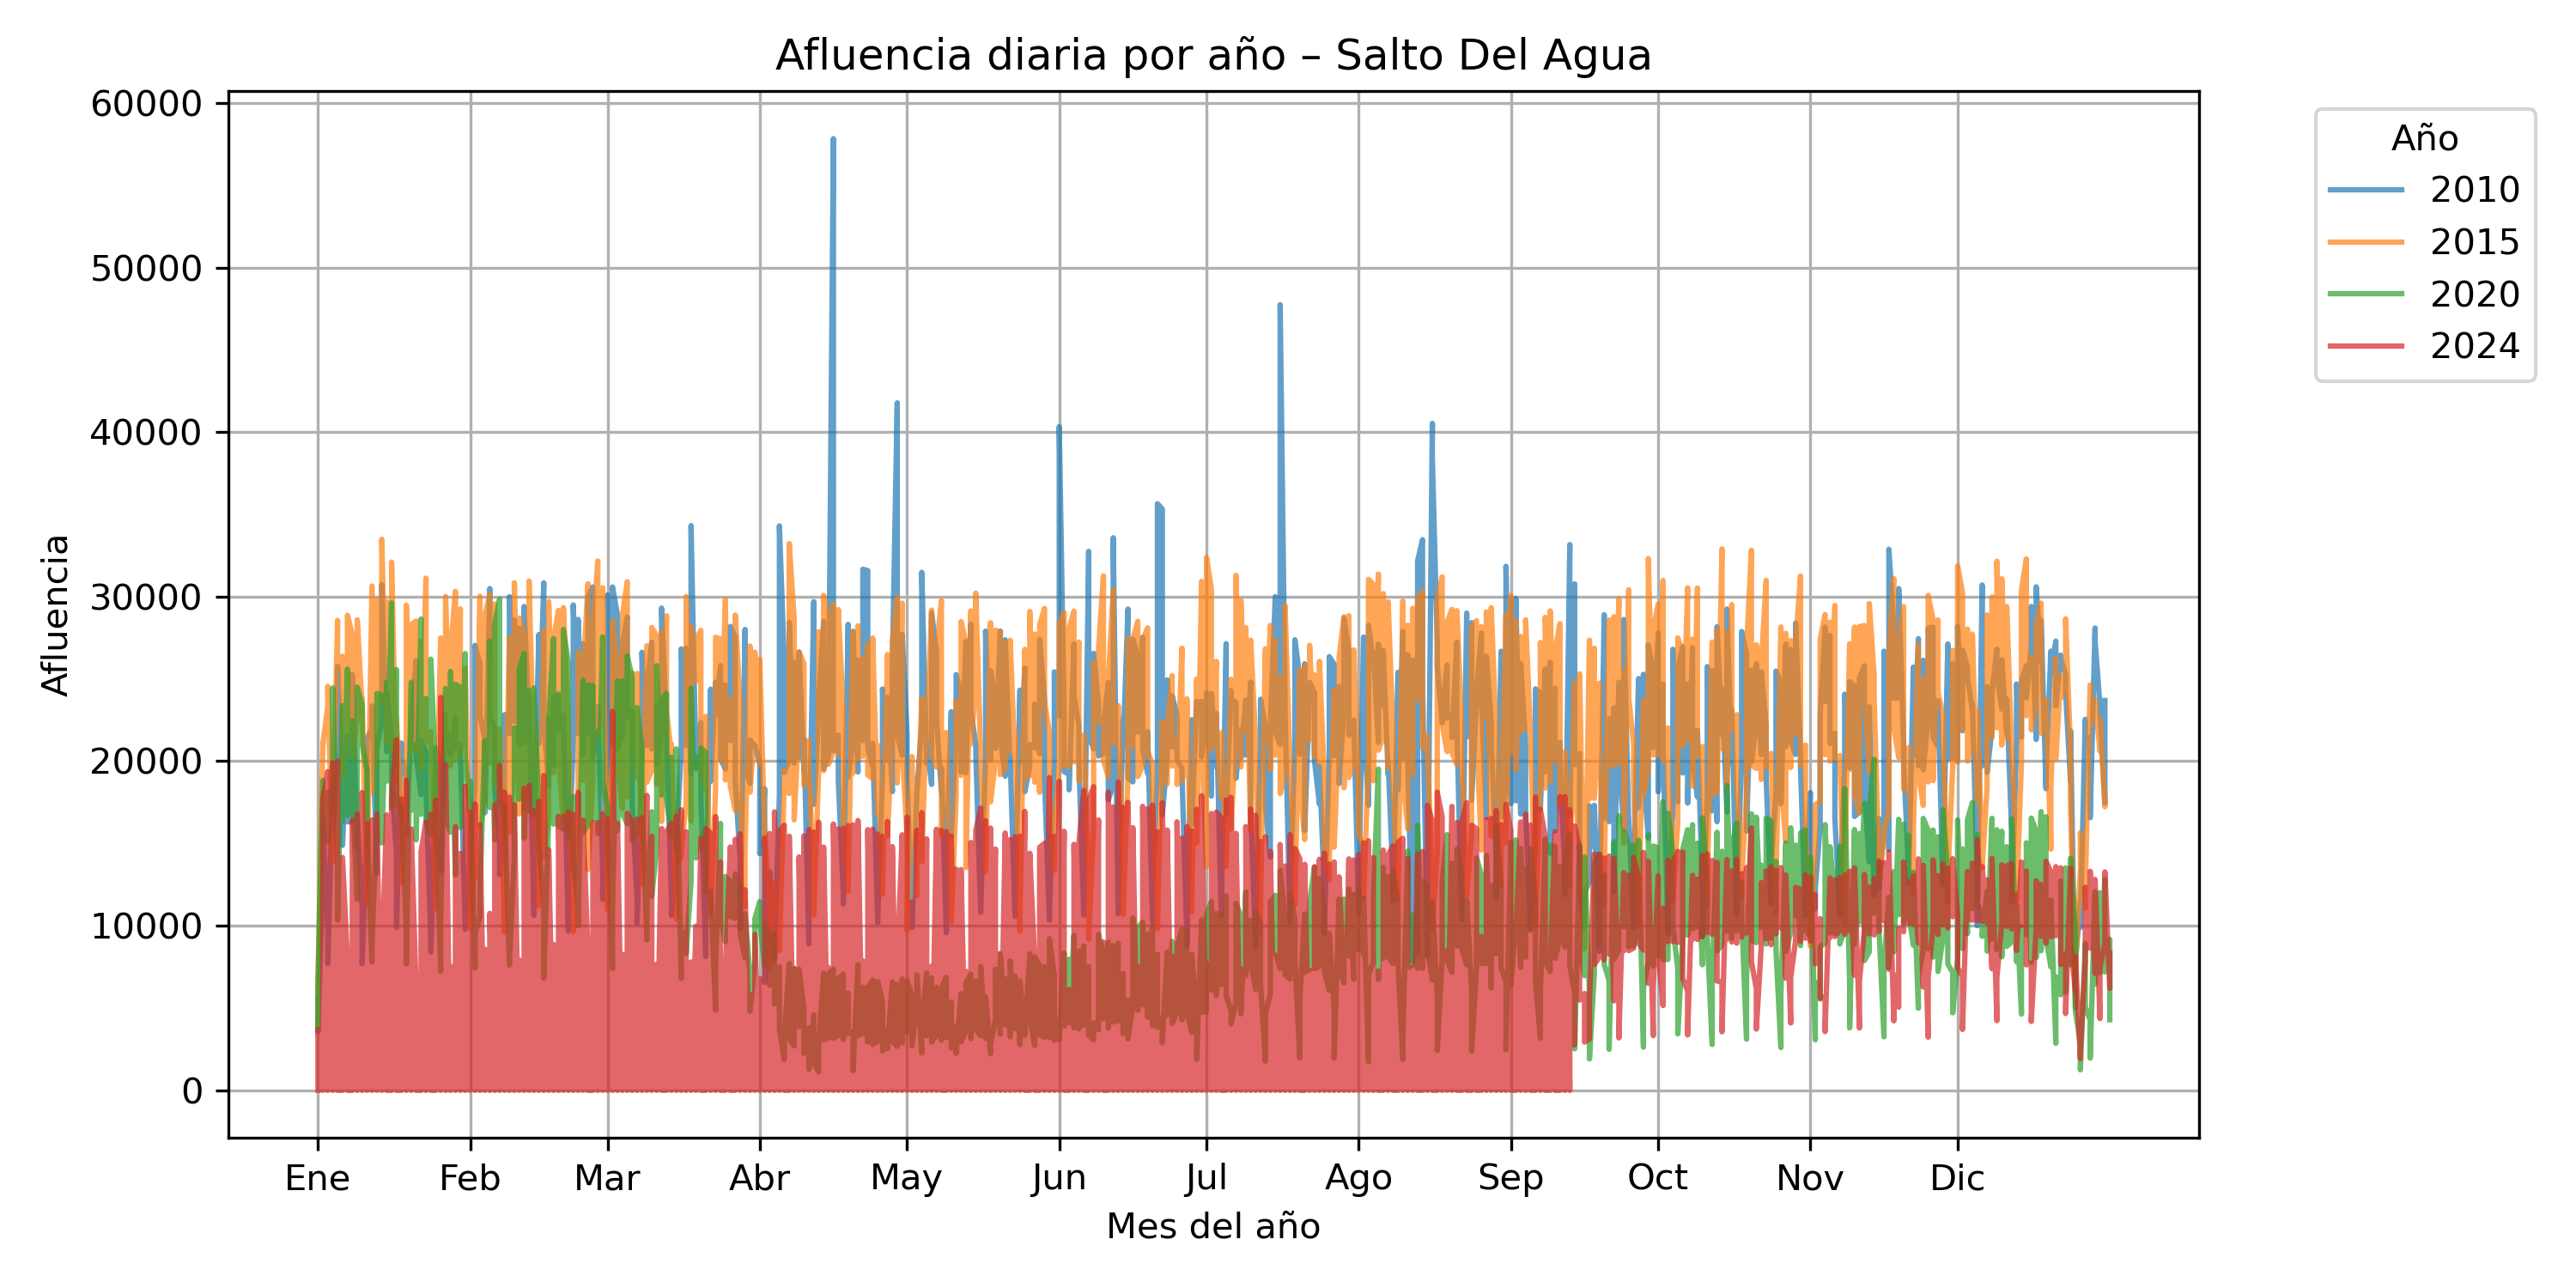 Afluencia diaria por año – Salto Del Agua
60000
50000
40000
30000
20000
10000
0
Afluencia
Ene Feb Mar Abr May Jun Jul Ago Sep Oct Nov Dic
Mes del año
Año
2010
2015
2020
2024